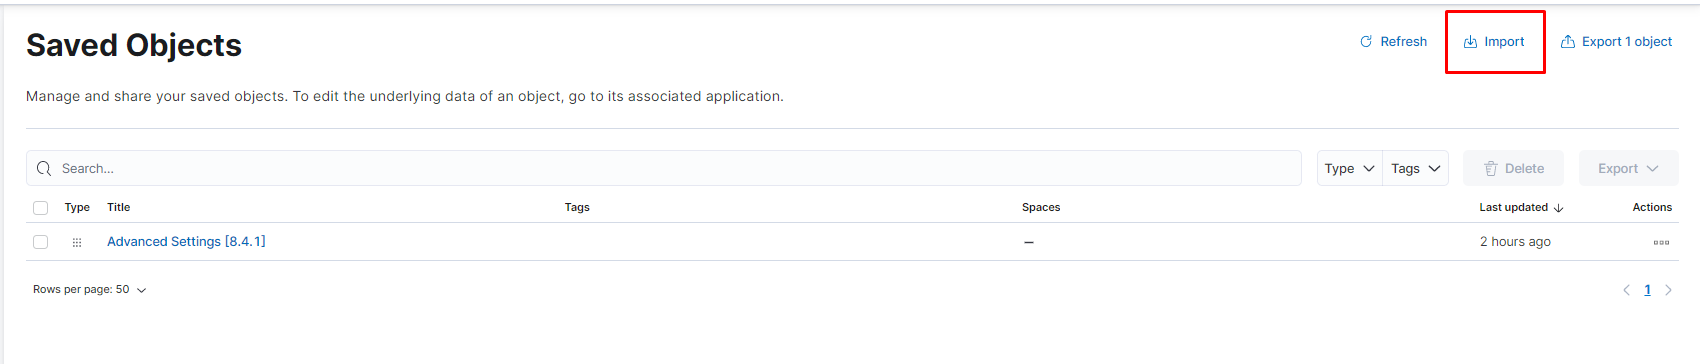 Saved Objects
Refresh
Import
Export 1 object
Manage and share your saved objects. To edit the underlying data of an object, go to its associated application.
Search...
Type
Tags
Delete
Export
Type Title Tags Spaces Last updated Actions
Advanced Settings [8.4.1] — 2 hours ago
Rows per page: 50
1